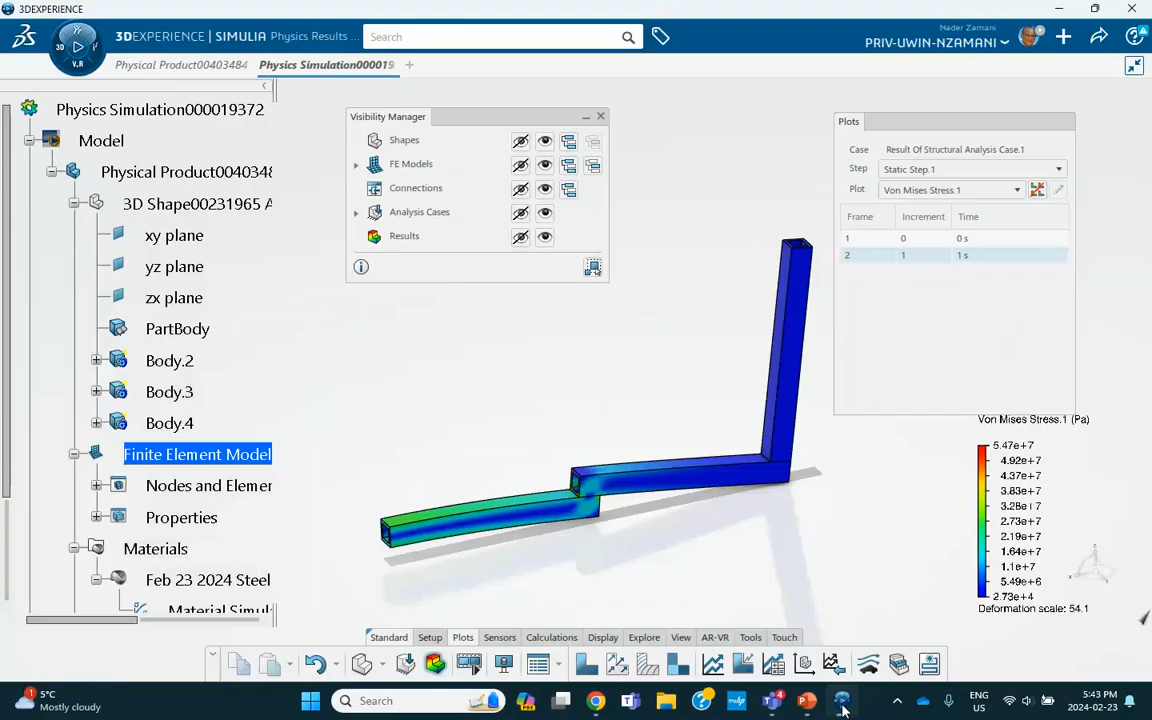 3DEXPERIENCE
3DEXPERIENCE | SIMULIA Physics Results ...
Search
Nader Zamani
PRIV-UWIN-NZAMANI
3D
V.R
Physical Product00403484
Physics Simulation000019
Physics Simulation000019372
Model
Physical Product0040348
3D Shape00231965 A
xy plane
yz plane
zx plane
PartBody
Body.2
Body.3
Body.4
Finite Element Model
Nodes and Elemer
Properties
Materials
Feb 23 2024 Steel
Material Simul
Visibility Manager
Shapes
FE Models
Connections
Analysis Cases
Results
Plots
Case Result Of Structural Analysis Case.1
Step Static Step.1
Plot Von Mises Stress.1
Frame Increment Time
1 0 0 s
2 1 1 s
Von Mises Stress.1 (Pa)
5.47e+7
4.92e+7
4.37e+7
3.83e+7
3.28e+7
2.73e+7
2.19e+7
1.64e+7
1.1e+7
5.49e+6
2.73e+4
Deformation scale: 54.1
Standard Setup Plots Sensors Calculations Display Explore View AR-VR Tools Touch
1
5°C
Mostly cloudy
Search
4
ENG
US
5:43 PM
2024-02-23